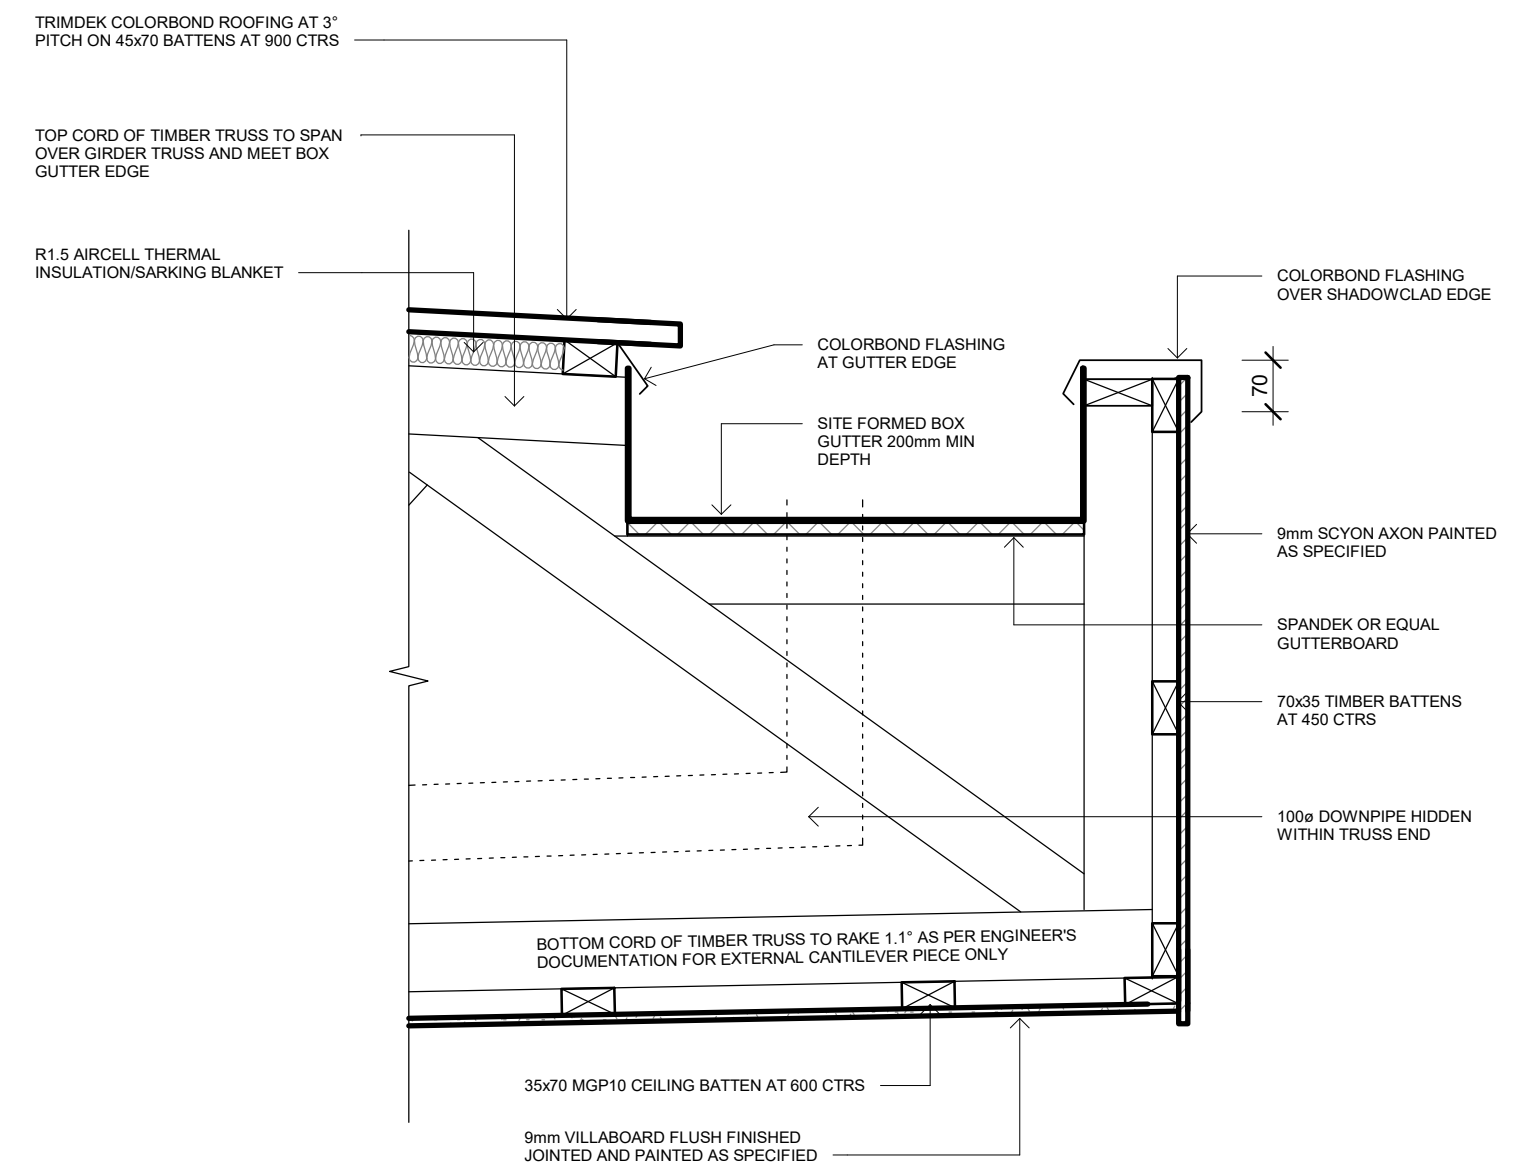 TRIMDEK COLORBOND ROOFING AT 3°
PITCH ON 45x70 BATTENS AT 900 CTRS
TOP CORD OF TIMBER TRUSS TO SPAN
OVER GIRDER TRUSS AND MEET BOX
GUTTER EDGE
R1.5 AIRCELL THERMAL
INSULATION/SARKING BLANKET
COLORBOND FLASHING
OVER SHADOWCLAD EDGE
COLORBOND FLASHING
AT GUTTER EDGE
70
SITE FORMED BOX
GUTTER 200mm MIN
DEPTH
9mm SCYON AXON PAINTED
AS SPECIFIED
SPANDEK OR EQUAL
GUTTERBOARD
70x35 TIMBER BATTENS
AT 450 CTRS
100ø DOWNPIPE HIDDEN
WITHIN TRUSS END
BOTTOM CORD OF TIMBER TRUSS TO RAKE 1.1° AS PER ENGINEER'S
DOCUMENTATION FOR EXTERNAL CANTILEVER PIECE ONLY
35x70 MGP10 CEILING BATTEN AT 600 CTRS
9mm VILLABOARD FLUSH FINISHED
JOINTED AND PAINTED AS SPECIFIED